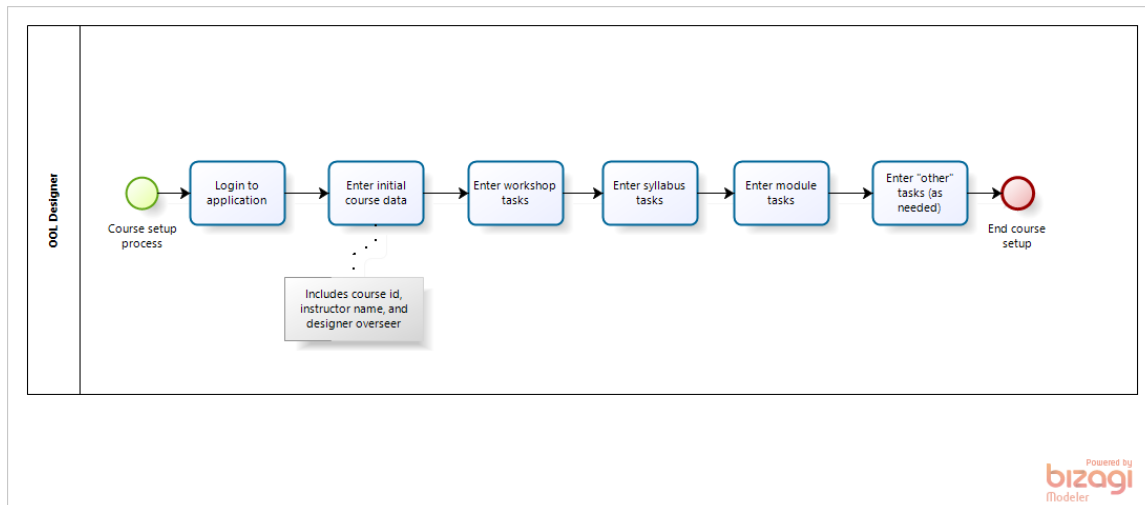 OOL Designer
Course setup
process
Login to
application
Enter initial
course data
Includes course id,
instructor name, and
designer overseer
Enter workshop
tasks
Enter syllabus
tasks
Enter module
tasks
Enter "other"
tasks (as
needed)
End course
setup
Powered by
bizagi
Modeler